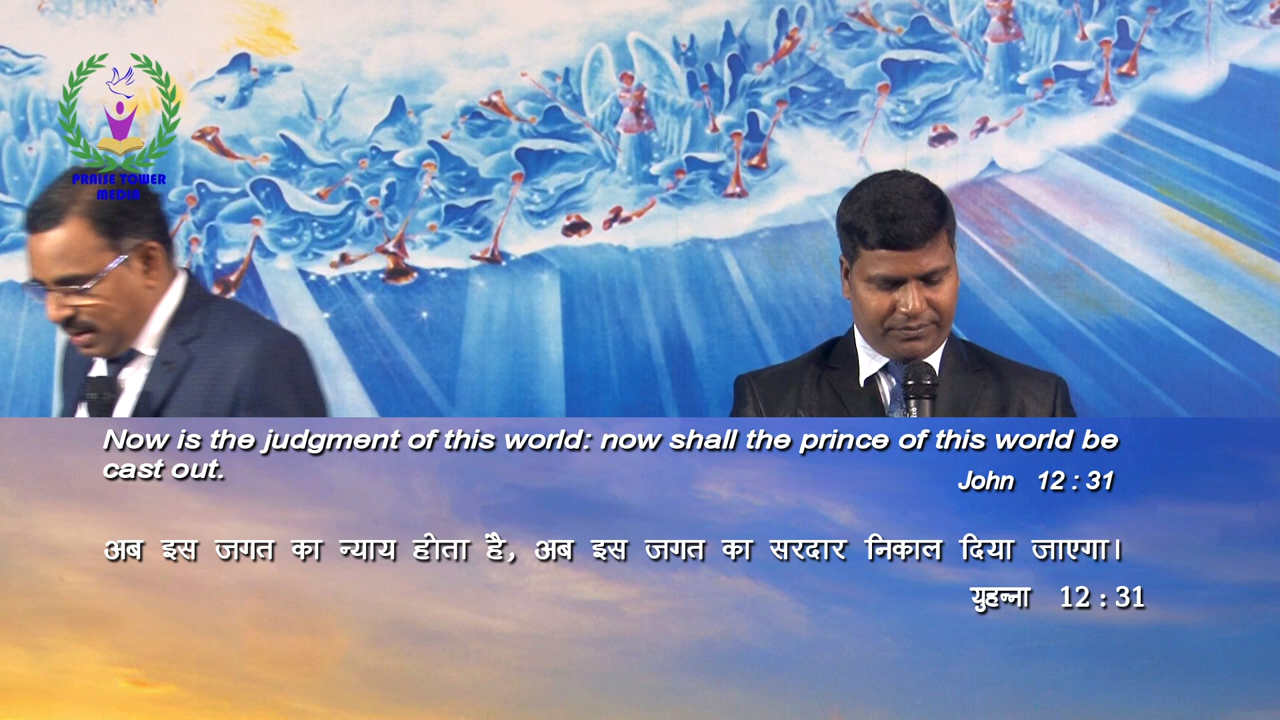 PRAISE TOWER
MEDIA
Now is the judgment of this world: now shall the prince of this world be
cast out.
John 12 : 31
अब इस जगत का न्याय होता है, अब इस जगत का सरदार निकाल दिया जाएगा।
युहन्ना 12 : 31